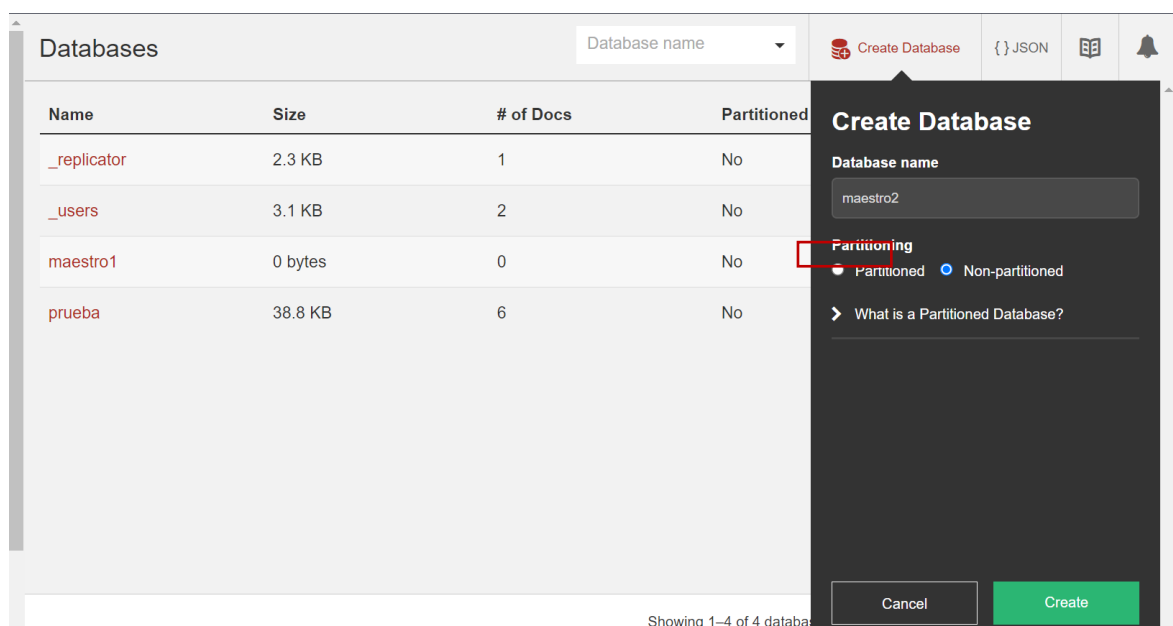 Databases
Database name
Create Database
{ } JSON
Name Size # of Docs Partitioned
_replicator 2.3 KB 1 No
_users 3.1 KB 2 No
maestro1 0 bytes 0 No
prueba 38.8 KB 6 No
Create Database
Database name
maestro2
Partitioning
Partitioned Non-partitioned
What is a Partitioned Database?
Cancel Create
Showing 1–4 of 4